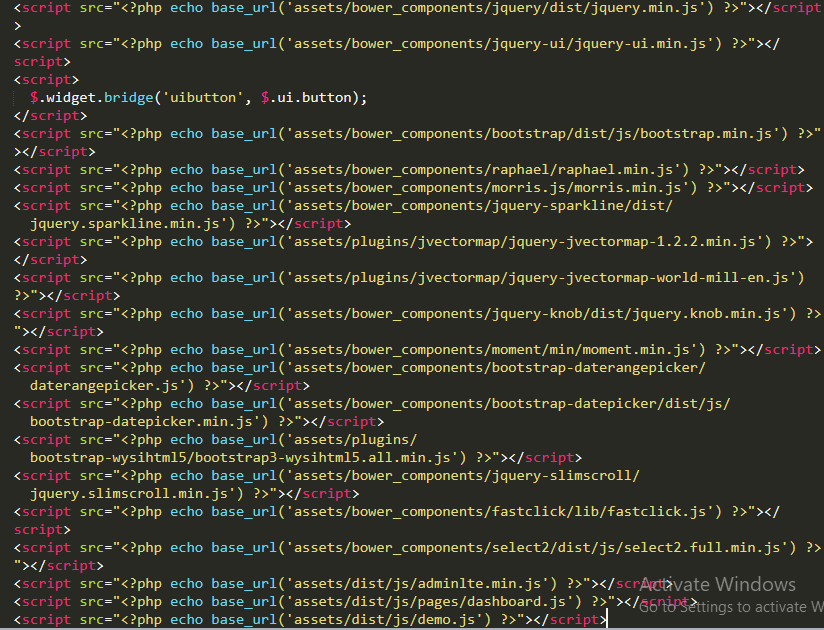 <script src="<?php echo base_url('assets/bower_components/jquery/dist/jquery.min.js') ?>"></script
>
<script src="<?php echo base_url('assets/bower_components/jquery-ui/jquery-ui.min.js') ?>"></
script>
<script>
$.widget.bridge('uibutton', $.ui.button);
</script>
<script src="<?php echo base_url('assets/bower_components/bootstrap/dist/js/bootstrap.min.js') ?>"
></script>
<script src="<?php echo base_url('assets/bower_components/raphael/raphael.min.js') ?>"></script>
<script src="<?php echo base_url('assets/bower_components/morris.js/morris.min.js') ?>"></script>
<script src="<?php echo base_url('assets/bower_components/jquery-sparkline/dist/
jquery.sparkline.min.js') ?>"></script>
<script src="<?php echo base_url('assets/plugins/jvectormap/jquery-jvectormap-1.2.2.min.js') ?>">
</script>
<script src="<?php echo base_url('assets/plugins/jvectormap/jquery-jvectormap-world-mill-en.js')
?>"></script>
<script src="<?php echo base_url('assets/bower_components/jquery-knob/dist/jquery.knob.min.js') ?>
"></script>
<script src="<?php echo base_url('assets/bower_components/moment/min/moment.min.js') ?>"></script>
<script src="<?php echo base_url('assets/bower_components/bootstrap-daterangepicker/
daterangepicker.js') ?>"></script>
<script src="<?php echo base_url('assets/bower_components/bootstrap-datepicker/dist/js/
bootstrap-datepicker.min.js') ?>"></script>
<script src="<?php echo base_url('assets/plugins/
bootstrap-wysihtml5/bootstrap3-wysihtml5.all.min.js') ?>"></script>
<script src="<?php echo base_url('assets/bower_components/jquery-slimscroll/
jquery.slimscroll.min.js') ?>"></script>
<script src="<?php echo base_url('assets/bower_components/fastclick/lib/fastclick.js') ?>"></
script>
<script src="<?php echo base_url('assets/bower_components/select2/dist/js/select2.full.min.js') ?>
"></script>
<script src="<?php echo base_url('assets/dist/js/adminlte.min.js') ?>"></script>
<script src="<?php echo base_url('assets/dist/js/pages/dashboard.js') ?>"></script>
<script src="<?php echo base_url('assets/dist/js/demo.js') ?>"></script>
Activate Windows
Go to Settings to activate W